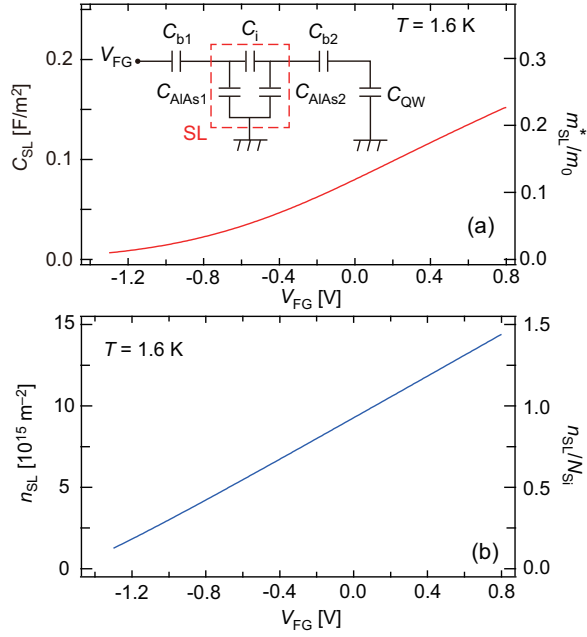 T = 1.6 K
C_b1 C_i C_b2
V_FG
C_AlAs1 C_AlAs2 C_QW
SL
C_SL [F/m²]
0.2
0.1
0.0
m*_SL/m_0
0.3
0.2
0.1
0.0
(a)
-1.2 -0.8 -0.4 0.0 0.4 0.8
V_FG [V]
T = 1.6 K
n_SL [10¹⁵ m⁻²]
15
10
5
0
n_SL/N_Si
1.5
1.0
0.5
0.0
(b)
-1.2 -0.8 -0.4 0.0 0.4 0.8
V_FG [V]